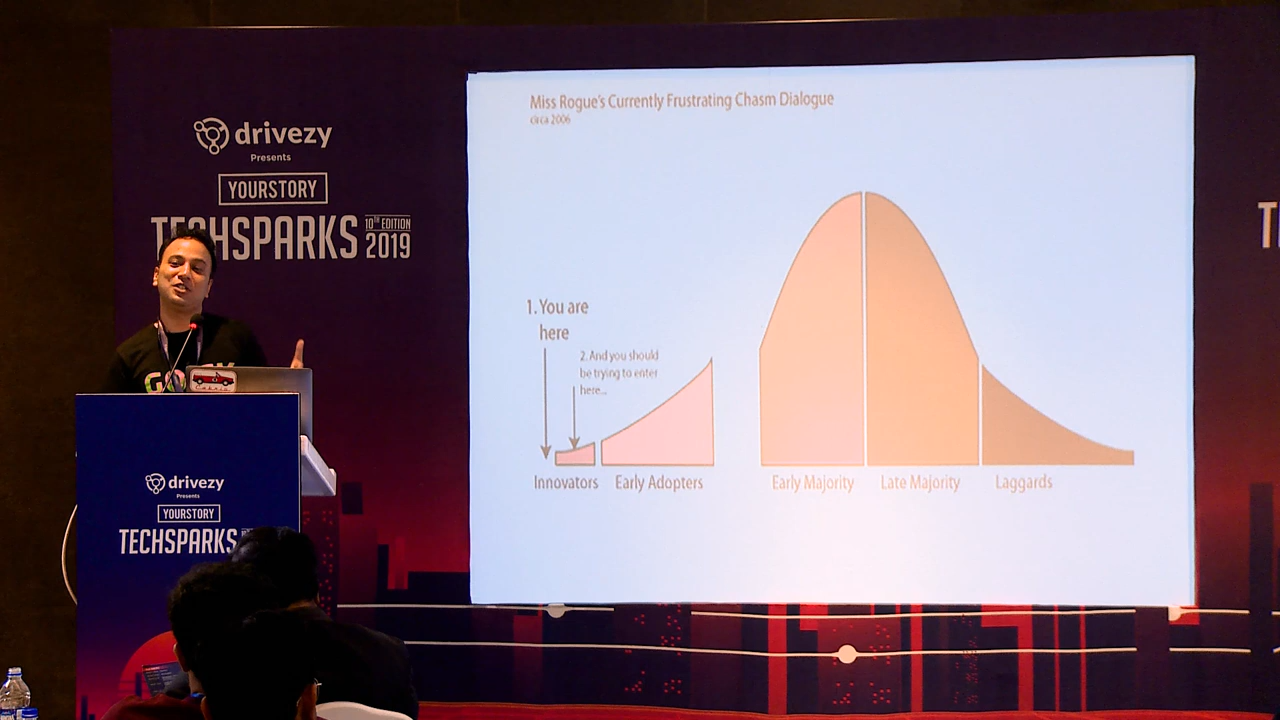 drivezy
Presents
YOURSTORY
TECHSPARKS
10TH EDITION
2019
Miss Rogue's Currently Frustrating Chasm Dialogue
circa 2006
1. You are
here
2. And you should
be trying to enter
here...
Innovators
Early Adopters
Early Majority
Late Majority
Laggards
drivezy
Presents
YOURSTORY
TECHSPARKS